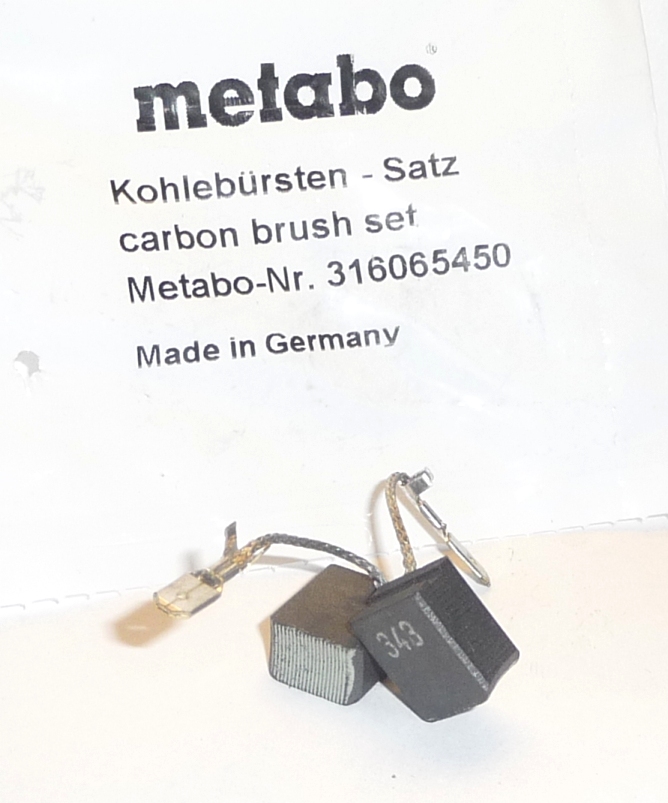 metabo
Kohlebürsten - Satz
carbon brush set
Metabo-Nr. 316065450
Made in Germany
343